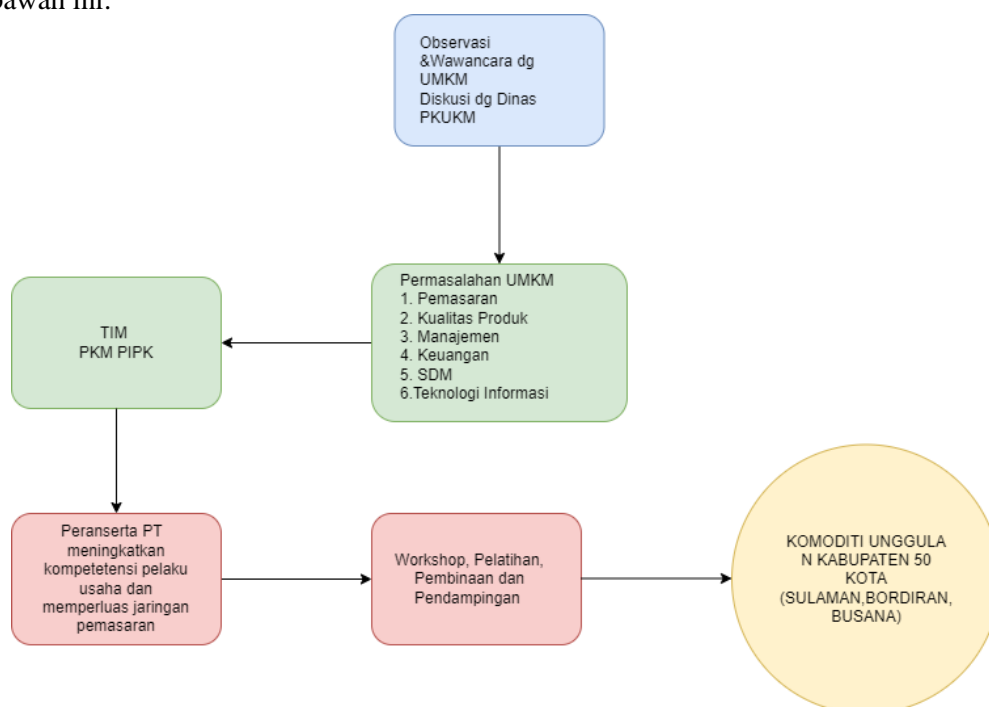 bawah ini.
Observasi
&Wawancara dg
UMKM
Diskusi dg Dinas
PKUKM
Permasalahan UMKM
1. Pemasaran
2. Kualitas Produk
3. Manajemen
4. Keuangan
5. SDM
6.Teknologi Informasi
TIM
PKM PIPK
Peranserta PT
meningkatkan
kompetetensi pelaku
usaha dan
memperluas jaringan
pemasaran
Workshop, Pelatihan,
Pembinaan dan
Pendampingan
KOMODITI UNGGULA
N KABUPATEN 50
KOTA
(SULAMAN,BORDIRAN,
BUSANA)